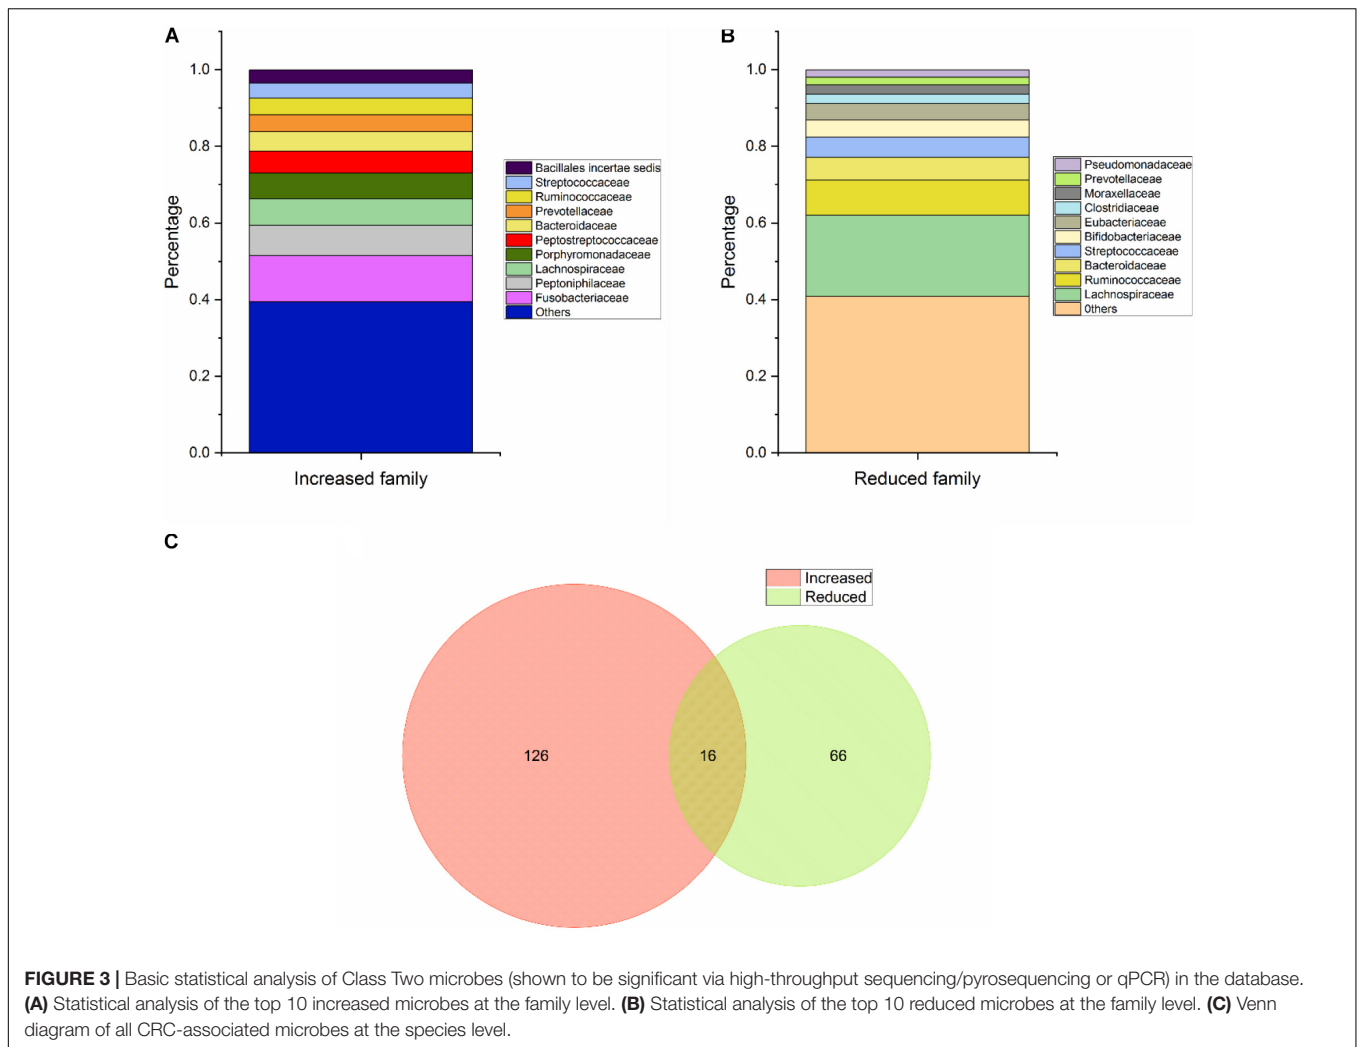 A
Percentage
1.0
0.8
0.6
0.4
0.2
0.0
Increased family
Bacillales incertae sedis
Streptococcaceae
Ruminococcaceae
Prevotellaceae
Bacteroidaceae
Peptostreptococcaceae
Porphyromonadaceae
Lachnospiraceae
Peptoniphilaceae
Fusobacteriaceae
Others
B
Percentage
1.0
0.8
0.6
0.4
0.2
0.0
Reduced family
Pseudomonadaceae
Prevotellaceae
Moraxellaceae
Clostridiaceae
Eubacteriaceae
Bifidobacteriaceae
Streptococcaceae
Bacteroidaceae
Ruminococcaceae
Lachnospiraceae
0thers
C
Increased
Reduced
126
16
66
FIGURE 3 | Basic statistical analysis of Class Two microbes (shown to be significant via high-throughput sequencing/pyrosequencing or qPCR) in the database.
(A) Statistical analysis of the top 10 increased microbes at the family level. (B) Statistical analysis of the top 10 reduced microbes at the family level. (C) Venn
diagram of all CRC-associated microbes at the species level.